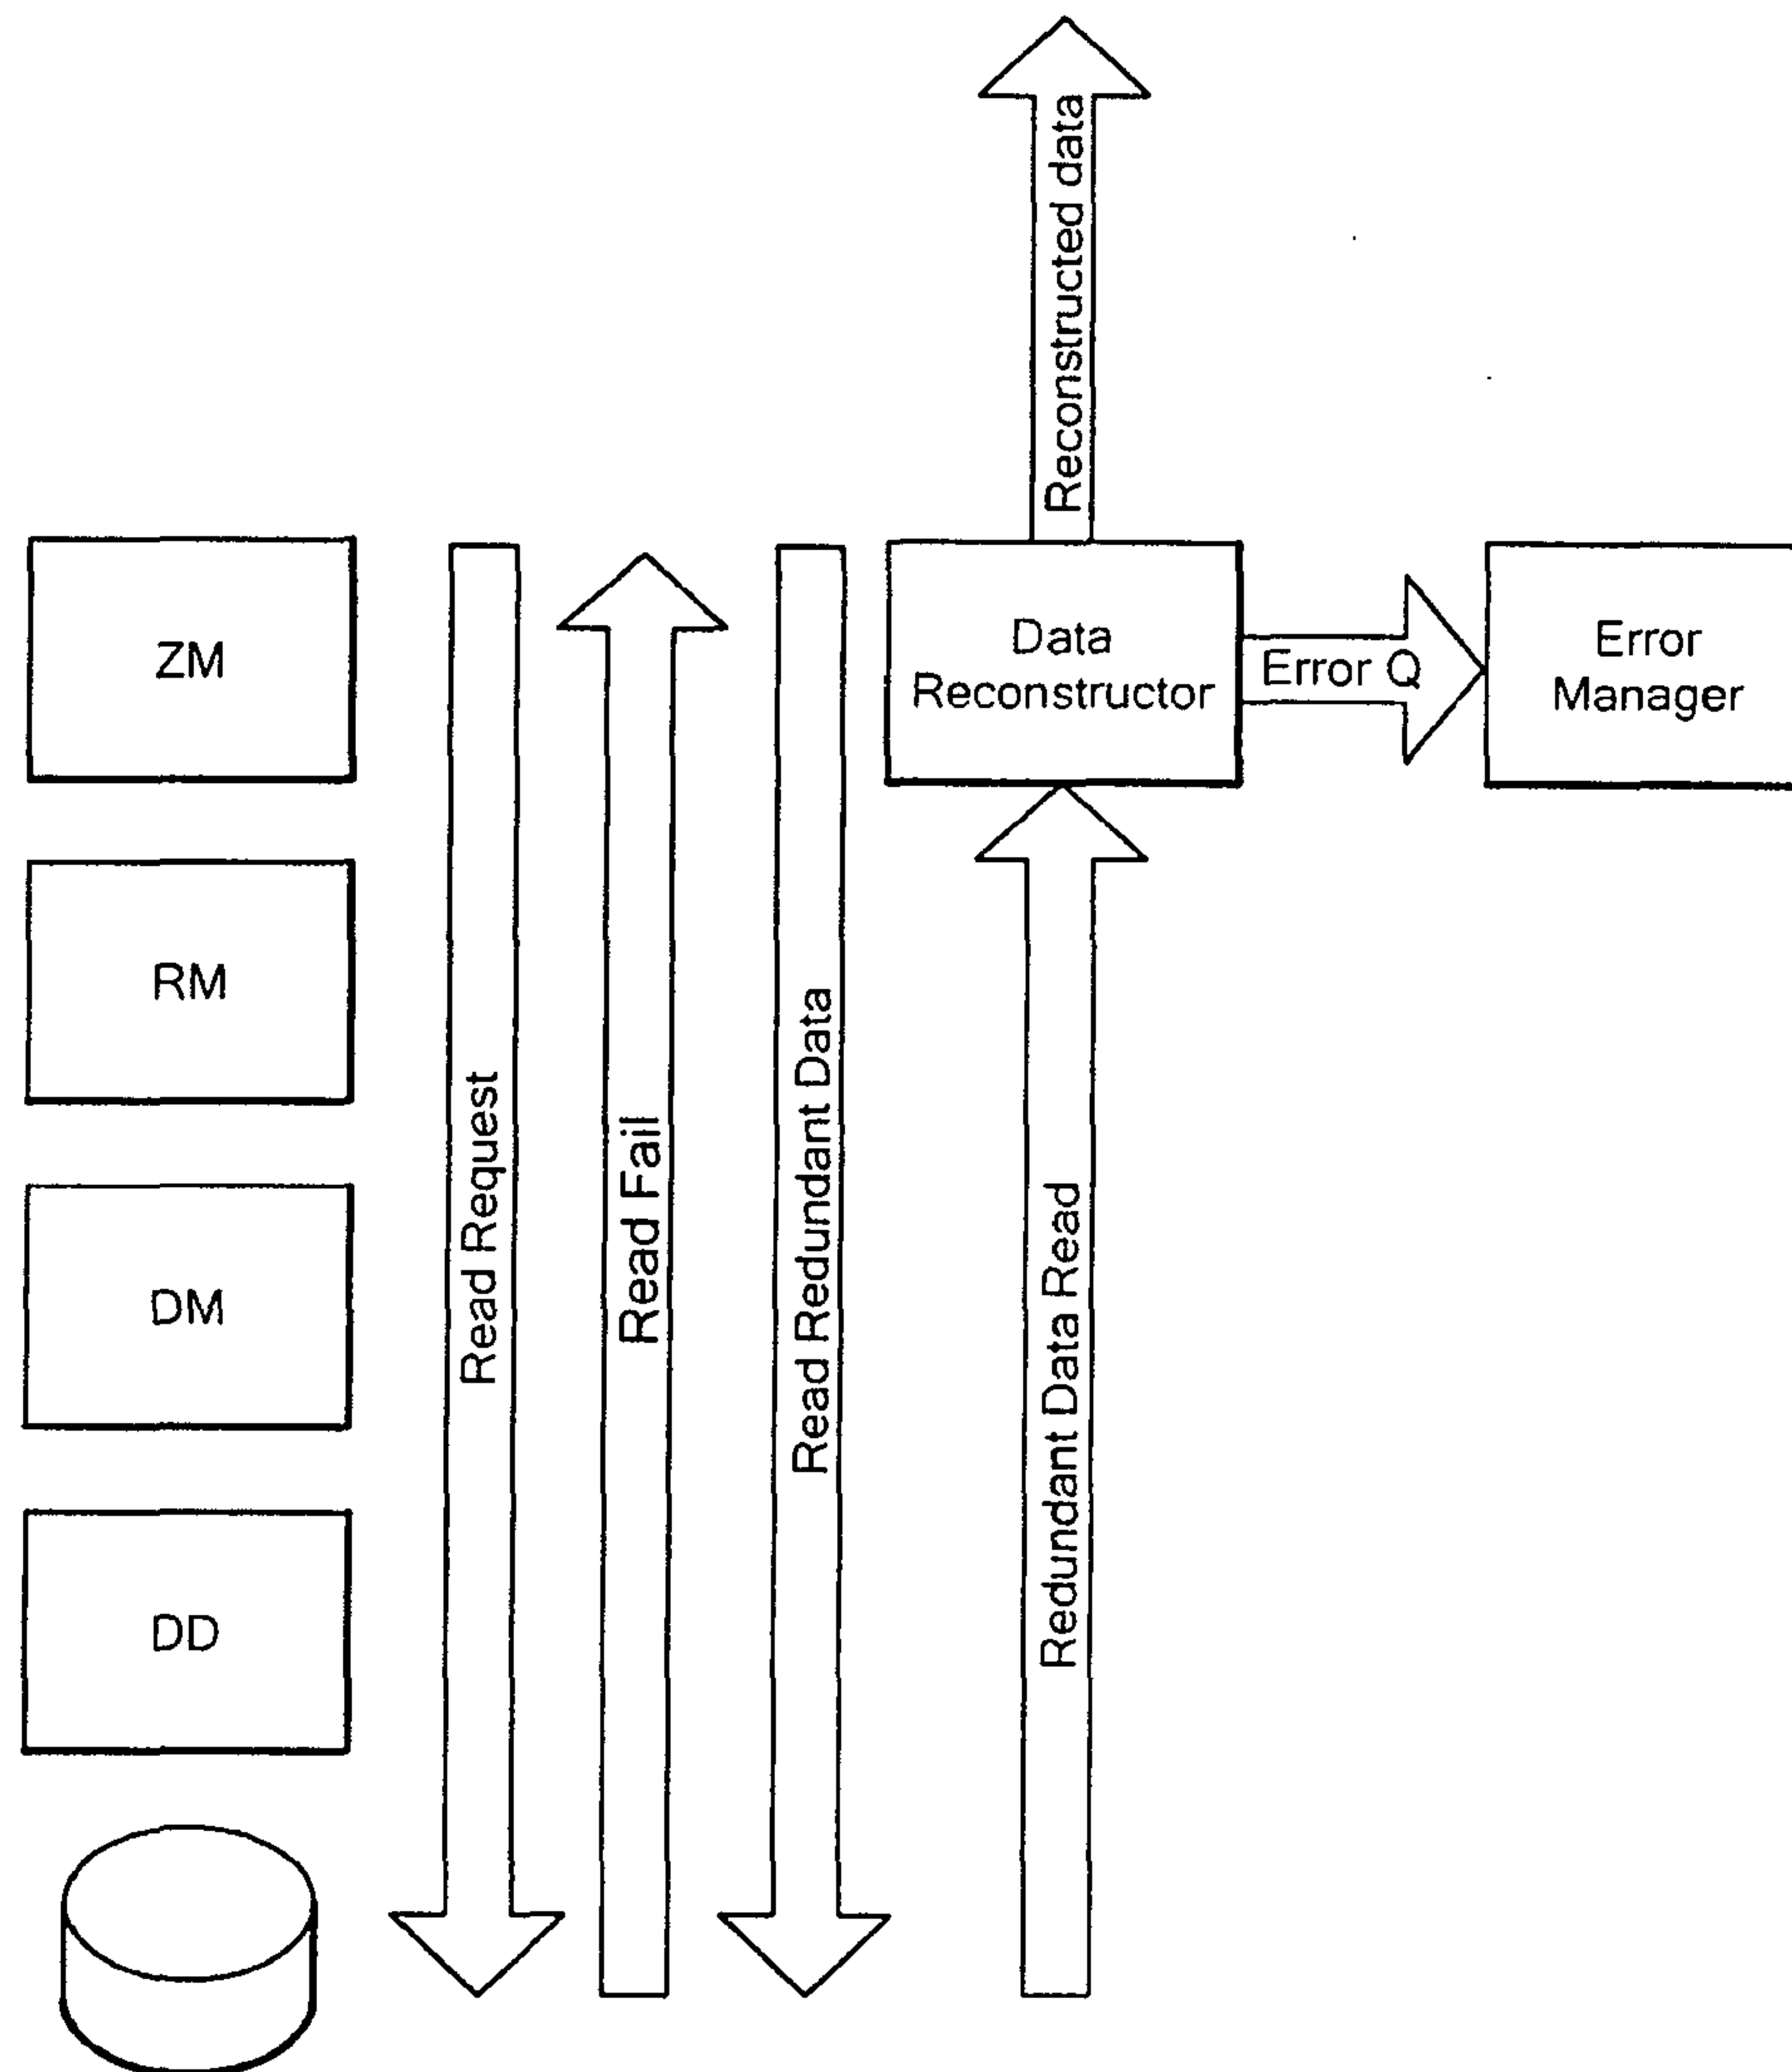 Reconstructed data
ZM
Data
Reconstructor
Error Q
Error
Manager
RM
DM
DD
Read Request
Read Fail
Read Redundant Data
Redundant Data Read